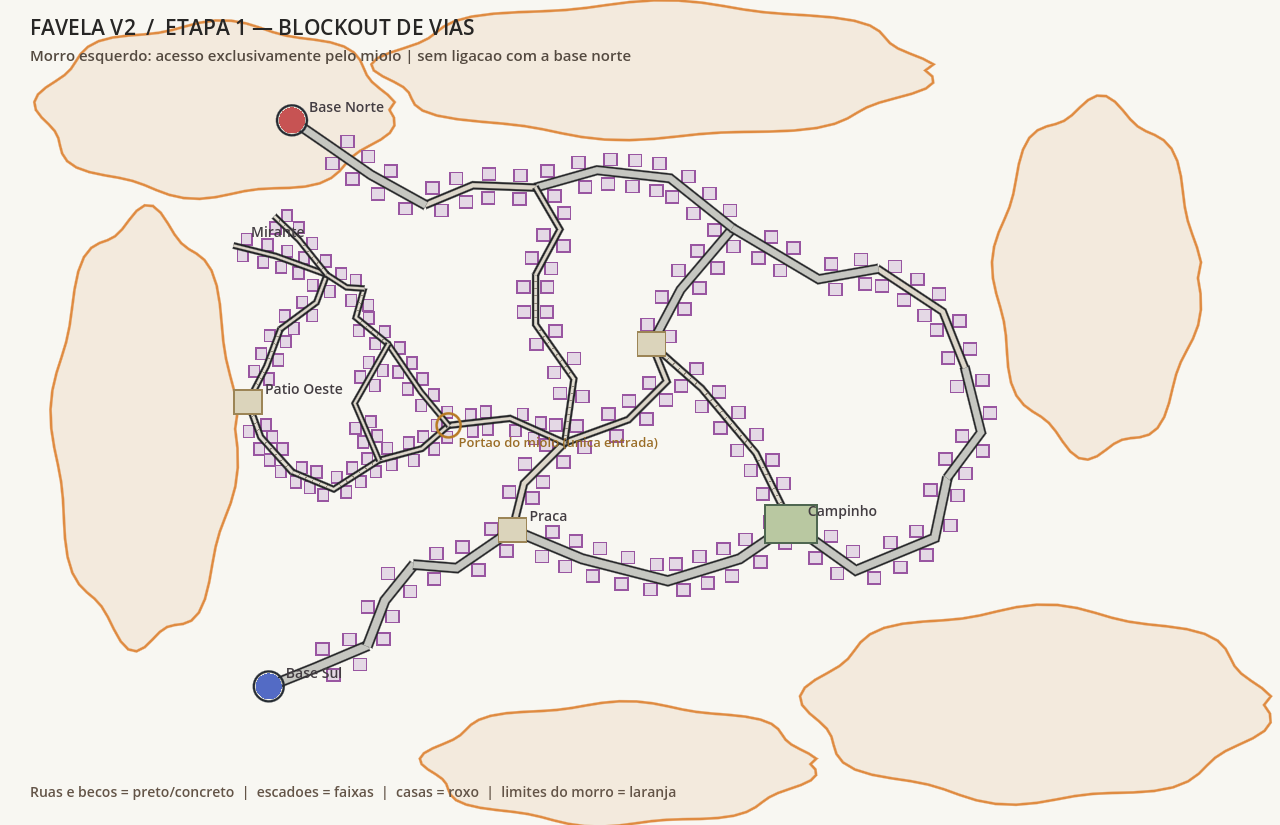 FAVELA V2 / ETAPA 1 — BLOCKOUT DE VIAS
Morro esquerdo: acesso exclusivamente pelo miolo | sem ligacao com a base norte
Base Norte
Mirante
Patio Oeste
Portao do miolo (unica entrada)
Praca
Campinho
Base Sul
Ruas e becos = preto/concreto | escadoes = faixas | casas = roxo | limites do morro = laranja